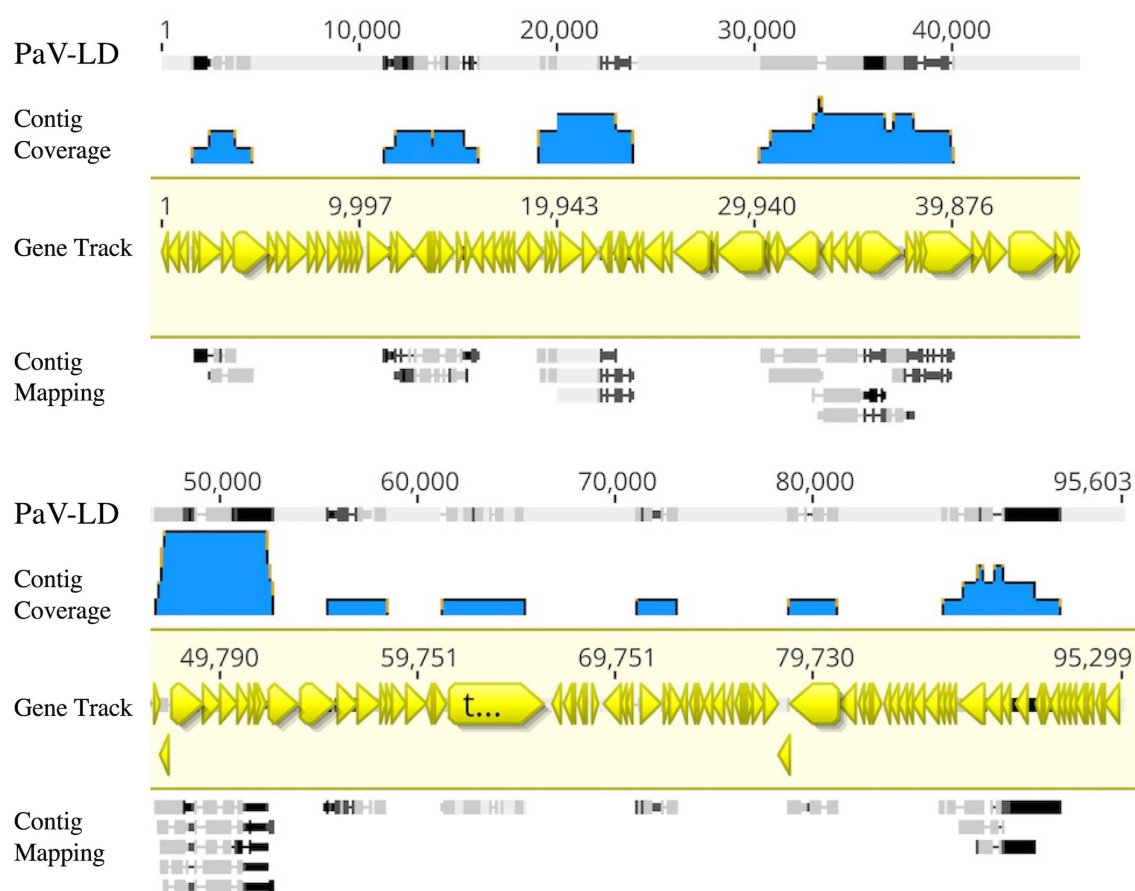 1 10,000 20,000 30,000 40,000
PaV-LD
Contig
Coverage
1 9,997 19,943 29,940 39,876
Gene Track
Contig
Mapping
50,000 60,000 70,000 80,000 95,603
PaV-LD
Contig
Coverage
49,790 59,751 69,751 79,730 95,299
Gene Track
t...
Contig
Mapping